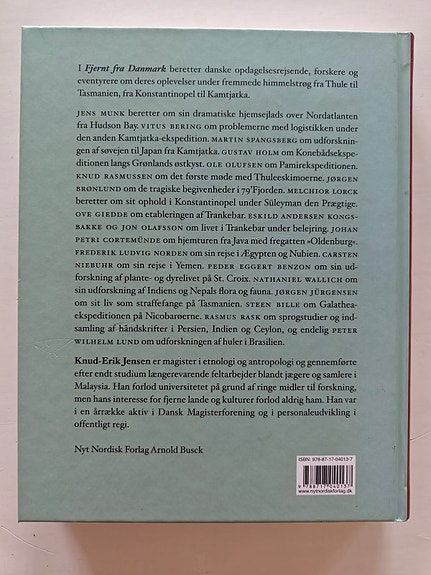 I Fjernt fra Danmark beretter danske opdagelsesrejsende, forskere og
eventyrere om deres oplevelser under fremmede himmelstrøg fra Thule til
Tasmanien, fra Konstantinopel til Kamtjatka.
JENS MUNK beretter om sin dramatiske hjemsejlads over Nordatlanten
fra Hudson Bay. VITUS BERING om problemerne med logistikken under
den anden Kamtjatka-ekspedition. MARTIN SPANGSBERG om udforsknin-
gen af søvejen til Japan fra Kamtjatka. GUSTAV HOLM om Konebådsekspe-
ditionen langs Grønlands østkyst. OLE OLUFSEN om Pamirekspeditionen.
KNUD RASMUSSEN om det første møde med Thuleeskimoerne. JØRGEN
BRØNLUND om de tragiske begivenheder i 79'Fjorden. MELCHIOR LORCK
beretter om sit ophold i Konstantinopel under Süleyman den Prægtige.
OVE GIEDDE om etableringen af Trankebar. ESKILD ANDERSEN KONGS-
BAKKE OG JON OLAFSSON om livet i Trankebar under belejring. JOHAN
PETRI CORTEMÜNDE om hjemturen fra Java med fregatten »Oldenburg«.
FREDERIK LUDVIG NORDEN om sin rejse i Ægypten og Nubien. CARSTEN
NIEBUHR om sin rejse i Yemen. PEDER EGGERT BENZON om sin ud-
forskning af plante- og dyrelivet på St. Croix. NATHANIEL WALLICH om
sin udforskning af Indiens og Nepals flora og fauna. JØRGEN JÜRGENSEN
om sit liv som straffefange på Tasmanien. STEEN BILLE om Galathea-
ekspeditionen på Nicobarøerne. RASMUS RASK om sprogstudier og ind-
samling af håndskrifter i Persien, Indien og Ceylon, og endelig PETER
WILHELM LUND om udforskningen af huler i Brasilien.
Knud-Erik Jensen er magister i etnologi og antropologi og gennemførte
efter endt studium længerevarende feltarbejder blandt jægere og samlere i
Malaysia. Han forlod universitetet på grund af ringe midler til forskning,
men hans interesse for fjerne lande og kulturer forlod aldrig ham. Han var
i en årrække aktiv i Dansk Magisterforening og i personaleudvikling i
offentligt regi.
Nyt Nordisk Forlag Arnold Busck
ISBN: 978-87-17-04013-7
9 788717 040137
www.nytnordiskforlag.dk